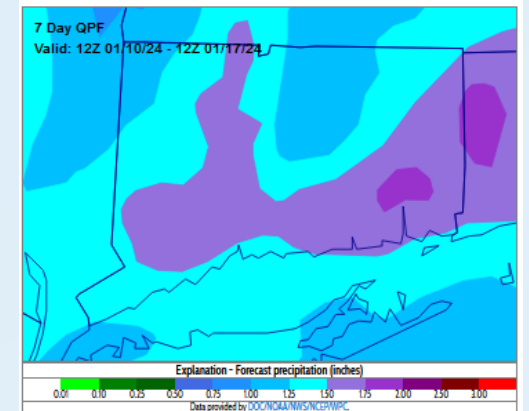 7 Day QPF
Valid: 12Z 01/10/24 - 12Z 01/17/24
Explanation - Forecast precipitation (inches)
0.01 0.10 0.25 0.50 0.75 1.00 1.25 1.50 1.75 2.00 2.50 3.00
Data provided by DOC/NOAA/NWS/NCEP/WPC.